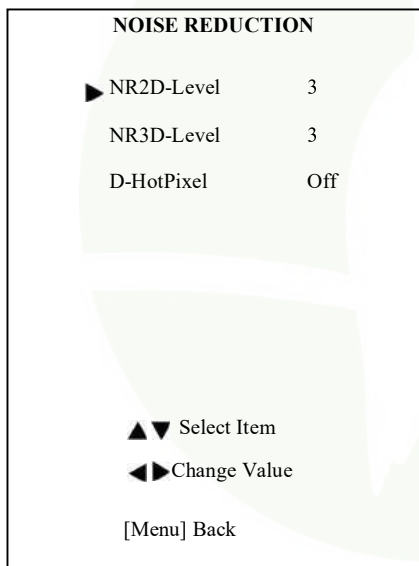 NOISE REDUCTION
▶ NR2D-Level 3
NR3D-Level 3
D-HotPixel Off
▲▼ Select Item
◀▶Change Value
[Menu] Back